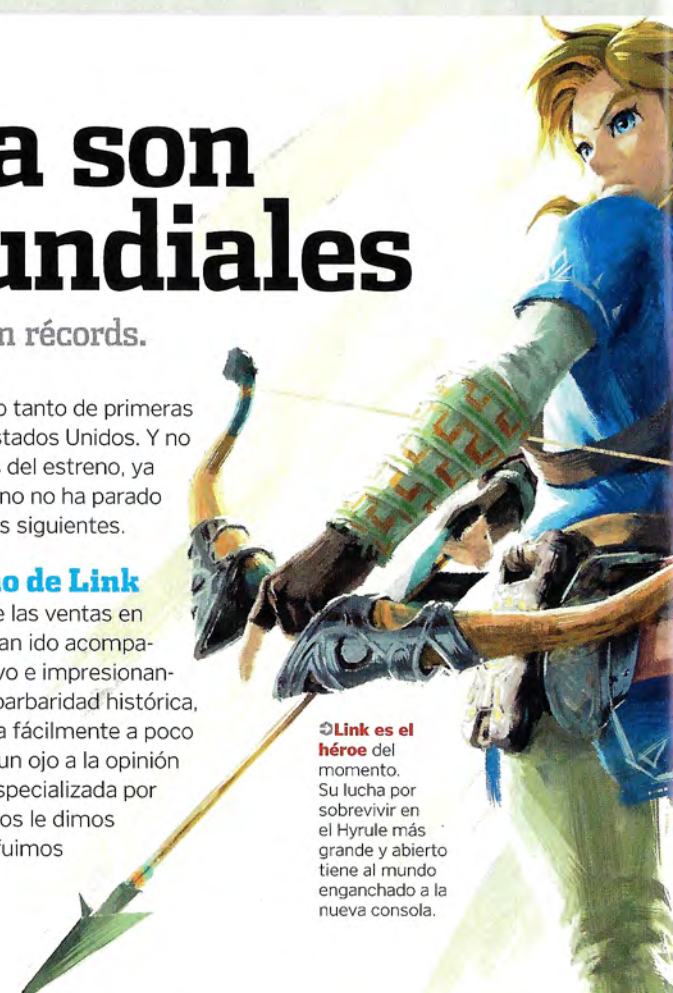 a son
undiales
n récords.
o tanto de primeras
stados Unidos. Y no
s del estreno, ya
no no ha parado
s siguientes.
o de Link
e las ventas en
an ido acompa-
vo e impresionan-
barbaridad histórica,
a fácilmente a poco
un ojo a la opinión
specializada por
os le dimos
fuimos
Link es el
héroe del
momento.
Su lucha por
sobrevivir en
el Hyrule más
grande y abierto
tiene al mundo
enganchado a la
nueva consola.